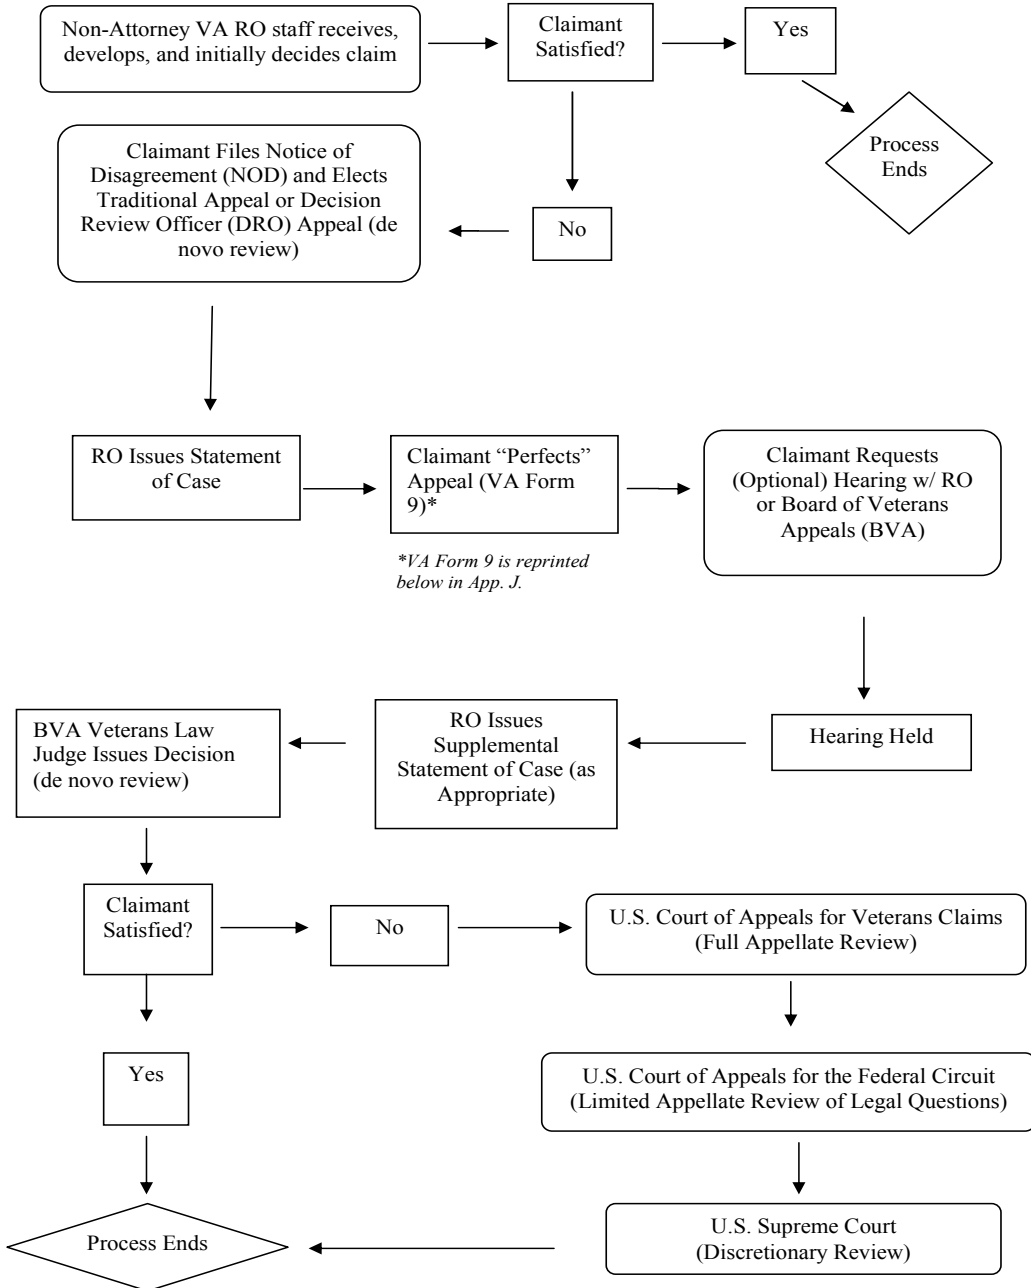 Non-Attorney VA RO staff receives,
develops, and initially decides claim
Claimant
Satisfied?
Yes
Process
Ends
No
Claimant Files Notice of
Disagreement (NOD) and Elects
Traditional Appeal or Decision
Review Officer (DRO) Appeal (de
novo review)
RO Issues Statement
of Case
Claimant “Perfects”
Appeal (VA Form
9)*
*VA Form 9 is reprinted
below in App. J.
Claimant Requests
(Optional) Hearing w/ RO
or Board of Veterans
Appeals (BVA)
Hearing Held
RO Issues
Supplemental
Statement of Case (as
Appropriate)
BVA Veterans Law
Judge Issues Decision
(de novo review)
Claimant
Satisfied?
No
U.S. Court of Appeals for Veterans Claims
(Full Appellate Review)
Yes
U.S. Court of Appeals for the Federal Circuit
(Limited Appellate Review of Legal Questions)
U.S. Supreme Court
(Discretionary Review)
Process Ends